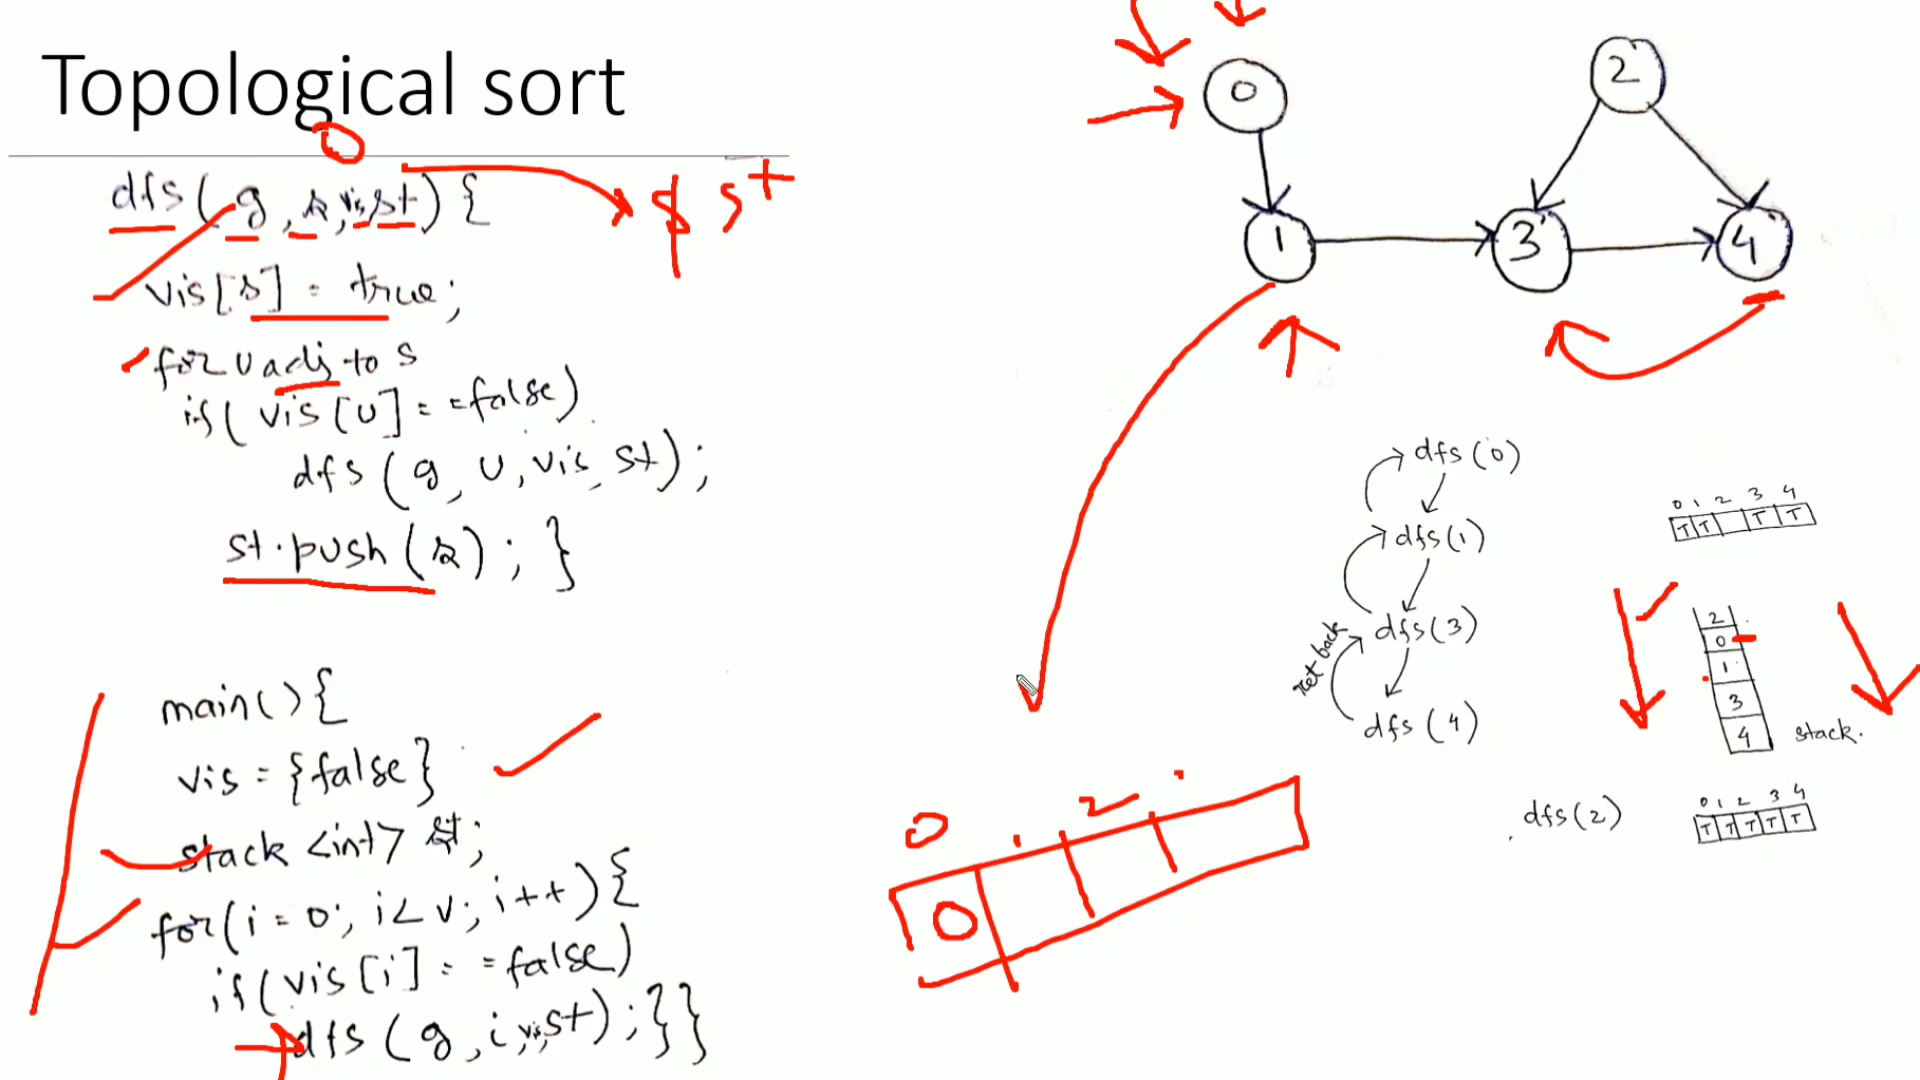 Topological sort
0
dfs(g, s, vis, st) {
$ st
vis[s] = true;
for u adj to s
if( vis[u] = =false)
dfs (g, u, vis, st);
st.push(s); }
main() {
vis = {false}
stack <int> st;
for(i = 0; i< v; i++) {
if(vis[i] = =false)
dfs (g, i, vis, st); } }
0
2
1
3
4
dfs(0)
dfs(1)
dfs(3)
ret back
dfs (4)
0 1 2 3 4
T T T T
2
0
1
3
4
stack.
dfs(2)
0 1 2 3 4
T T T T T
0 2
0